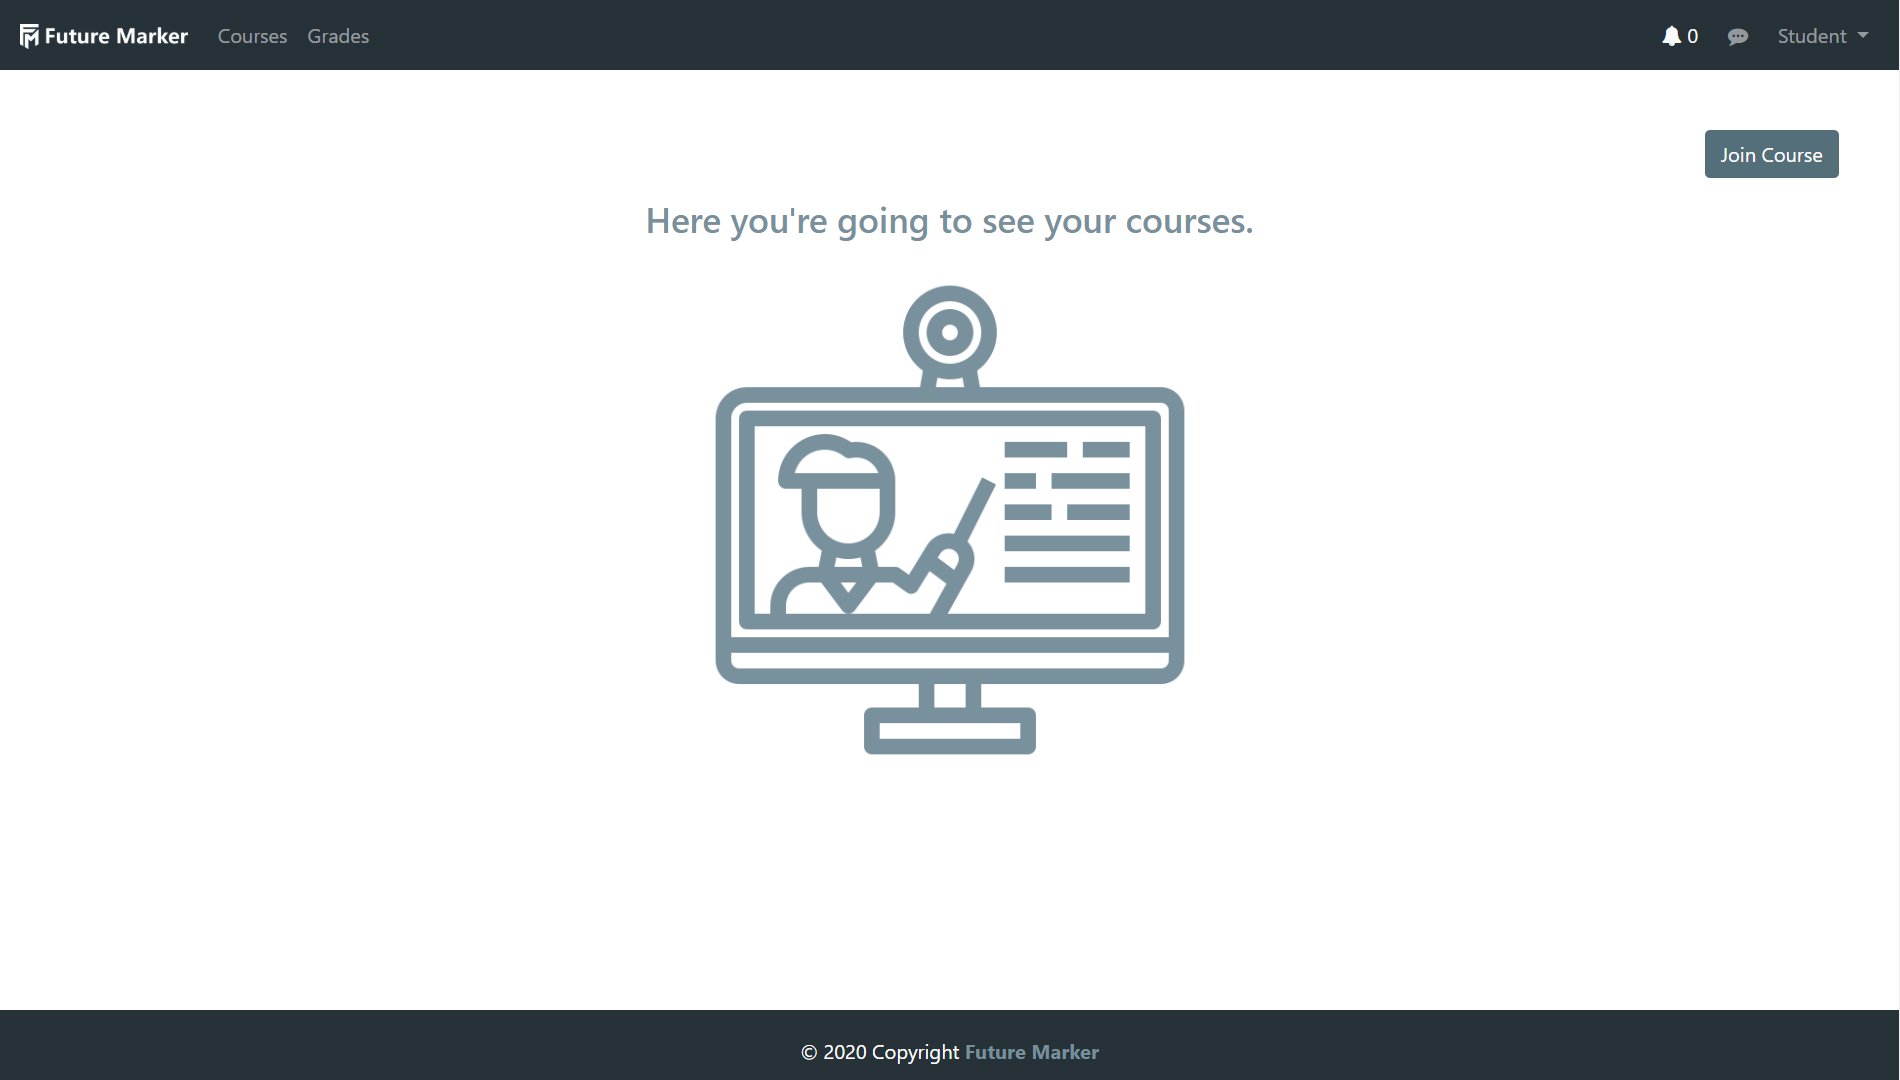 Future Marker Courses Grades 0 Student
Join Course
Here you're going to see your courses.
© 2020 Copyright Future Marker